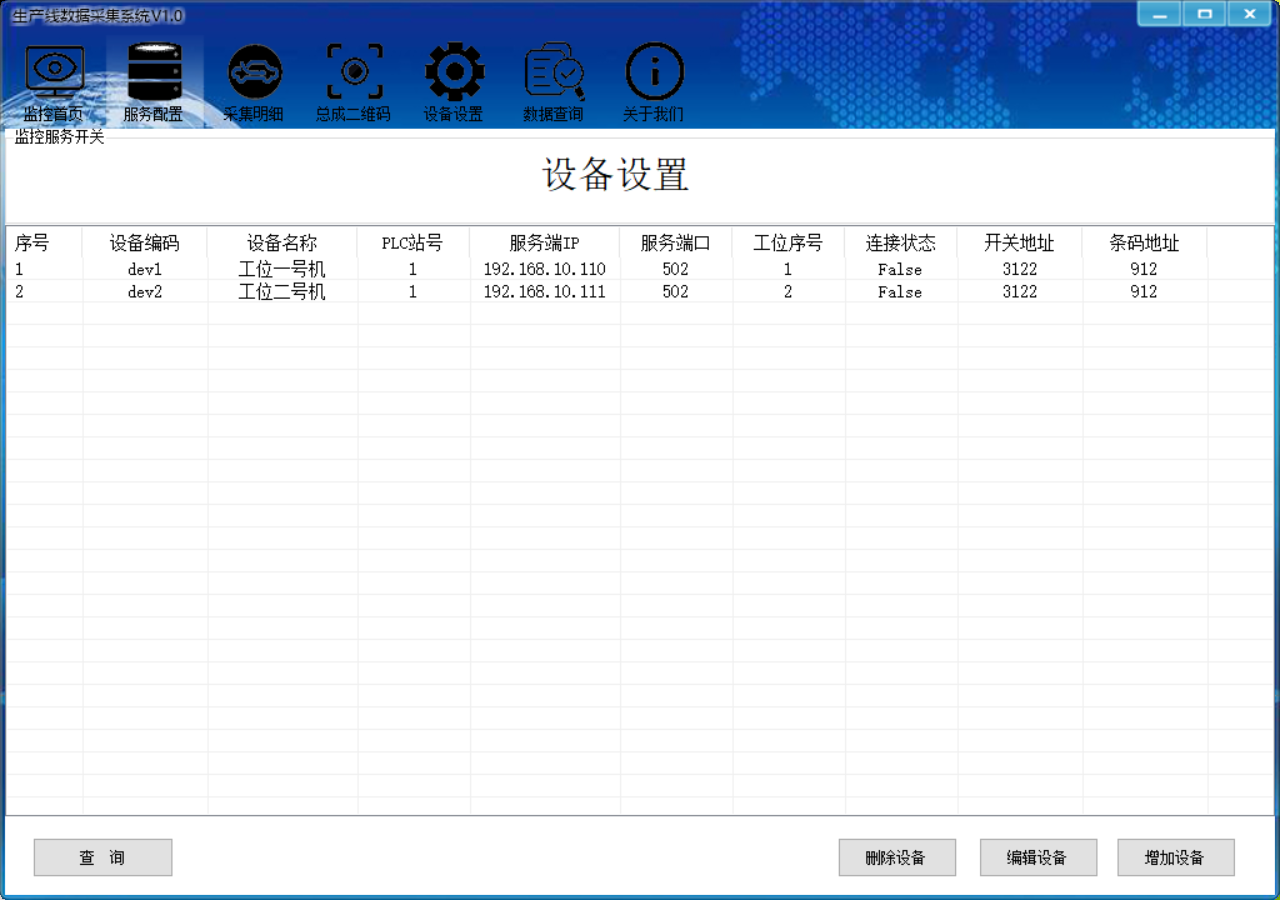 生产线数据采集系统V1.0
监控首页 服务配置 采集明细 总成二维码 设备设置 数据查询 关于我们
监控服务开关
设备设置
序号 设备编码 设备名称 PLC站号 服务端IP 服务端口 工位序号 连接状态 开关地址 条码地址
1 dev1 工位一号机 1 192.168.10.110 502 1 False 3122 912
2 dev2 工位二号机 1 192.168.10.111 502 2 False 3122 912
查 询 删除设备 编辑设备 增加设备